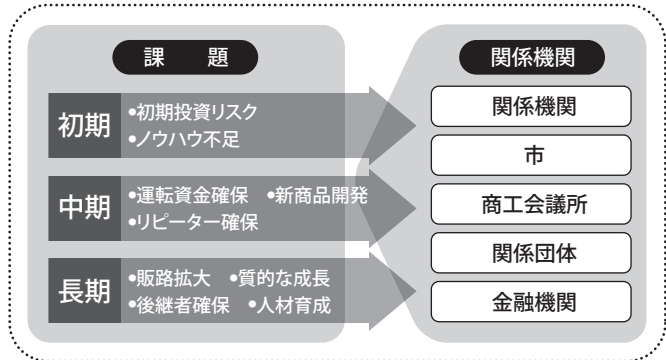 課　題
初期
●初期投資リスク
●ノウハウ不足
中期
●運転資金確保　●新商品開発
●リピーター確保
長期
●販路拡大　●質的な成長
●後継者確保　●人材育成
関係機関
関係機関
市
商工会議所
関係団体
金融機関